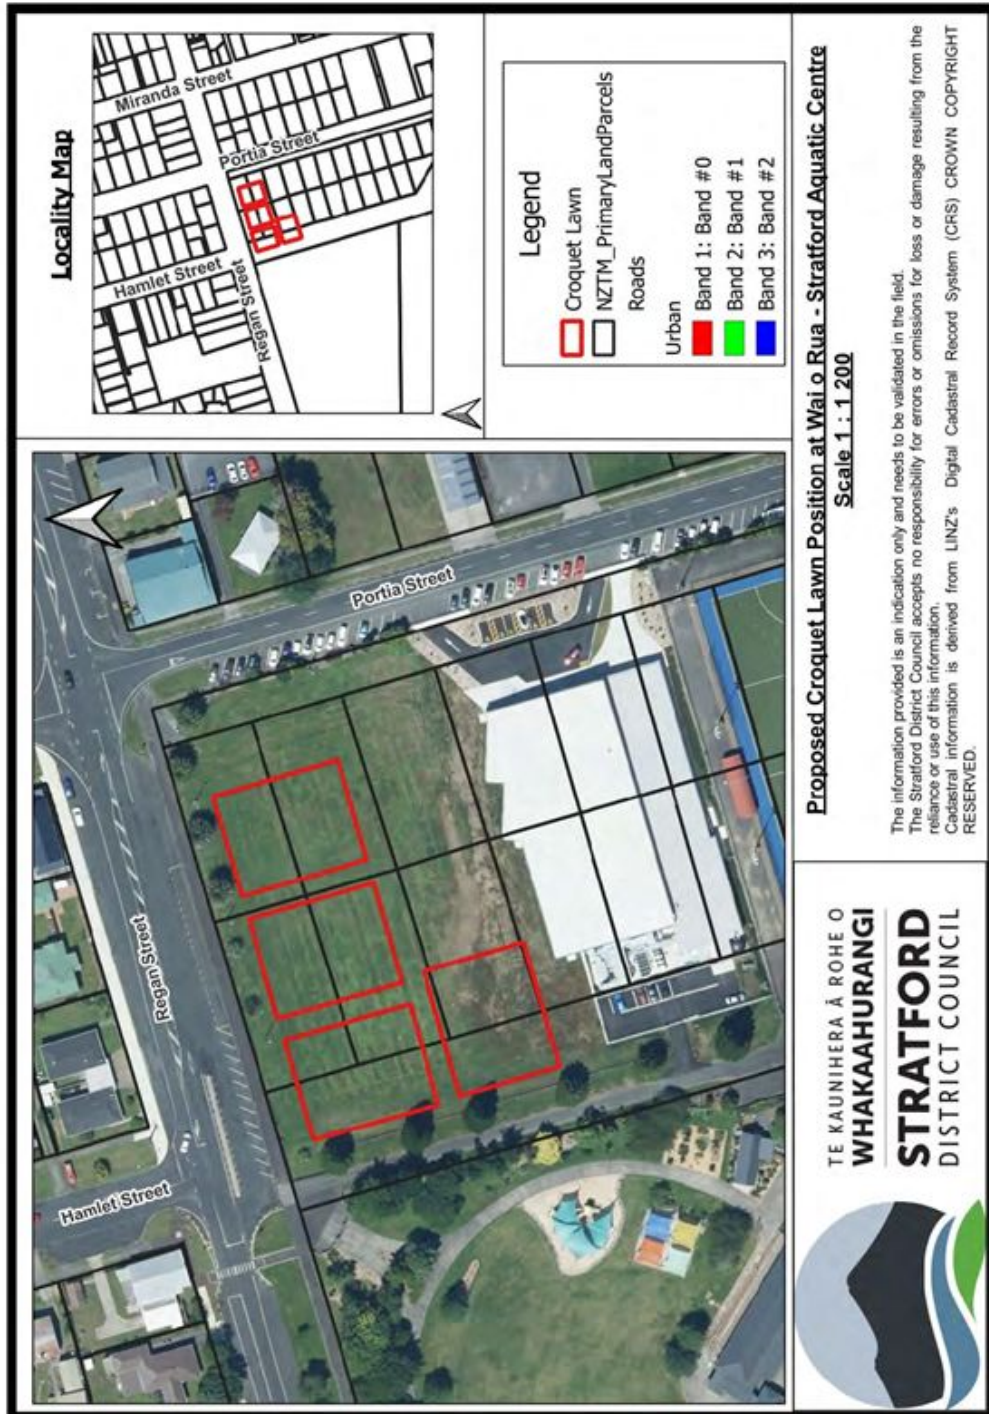 Locality Map
Miranda Street
Portia Street
Hamlet Street
Regan Street
Legend
Croquet Lawn
NZTM_PrimaryLandParcels
Roads
Urban
Band 1: Band #0
Band 2: Band #1
Band 3: Band #2
Hamlet Street
Regan Street
Portia Street
TE KAUNIHERA Ā ROHE O
WHAKAAHURANGI
STRATFORD
DISTRICT COUNCIL
Proposed Croquet Lawn Position at Wai o Rua - Stratford Aquatic Centre
Scale 1 : 1 200
The information provided is an indication only and needs to be validated in the field.
The Stratford District Council accepts no responsibility for errors or omissions for loss or damage resulting from the
reliance or use of this information.
Cadastral information is derived from LINZ's Digital Cadastral Record System (CRS) CROWN COPYRIGHT
RESERVED.